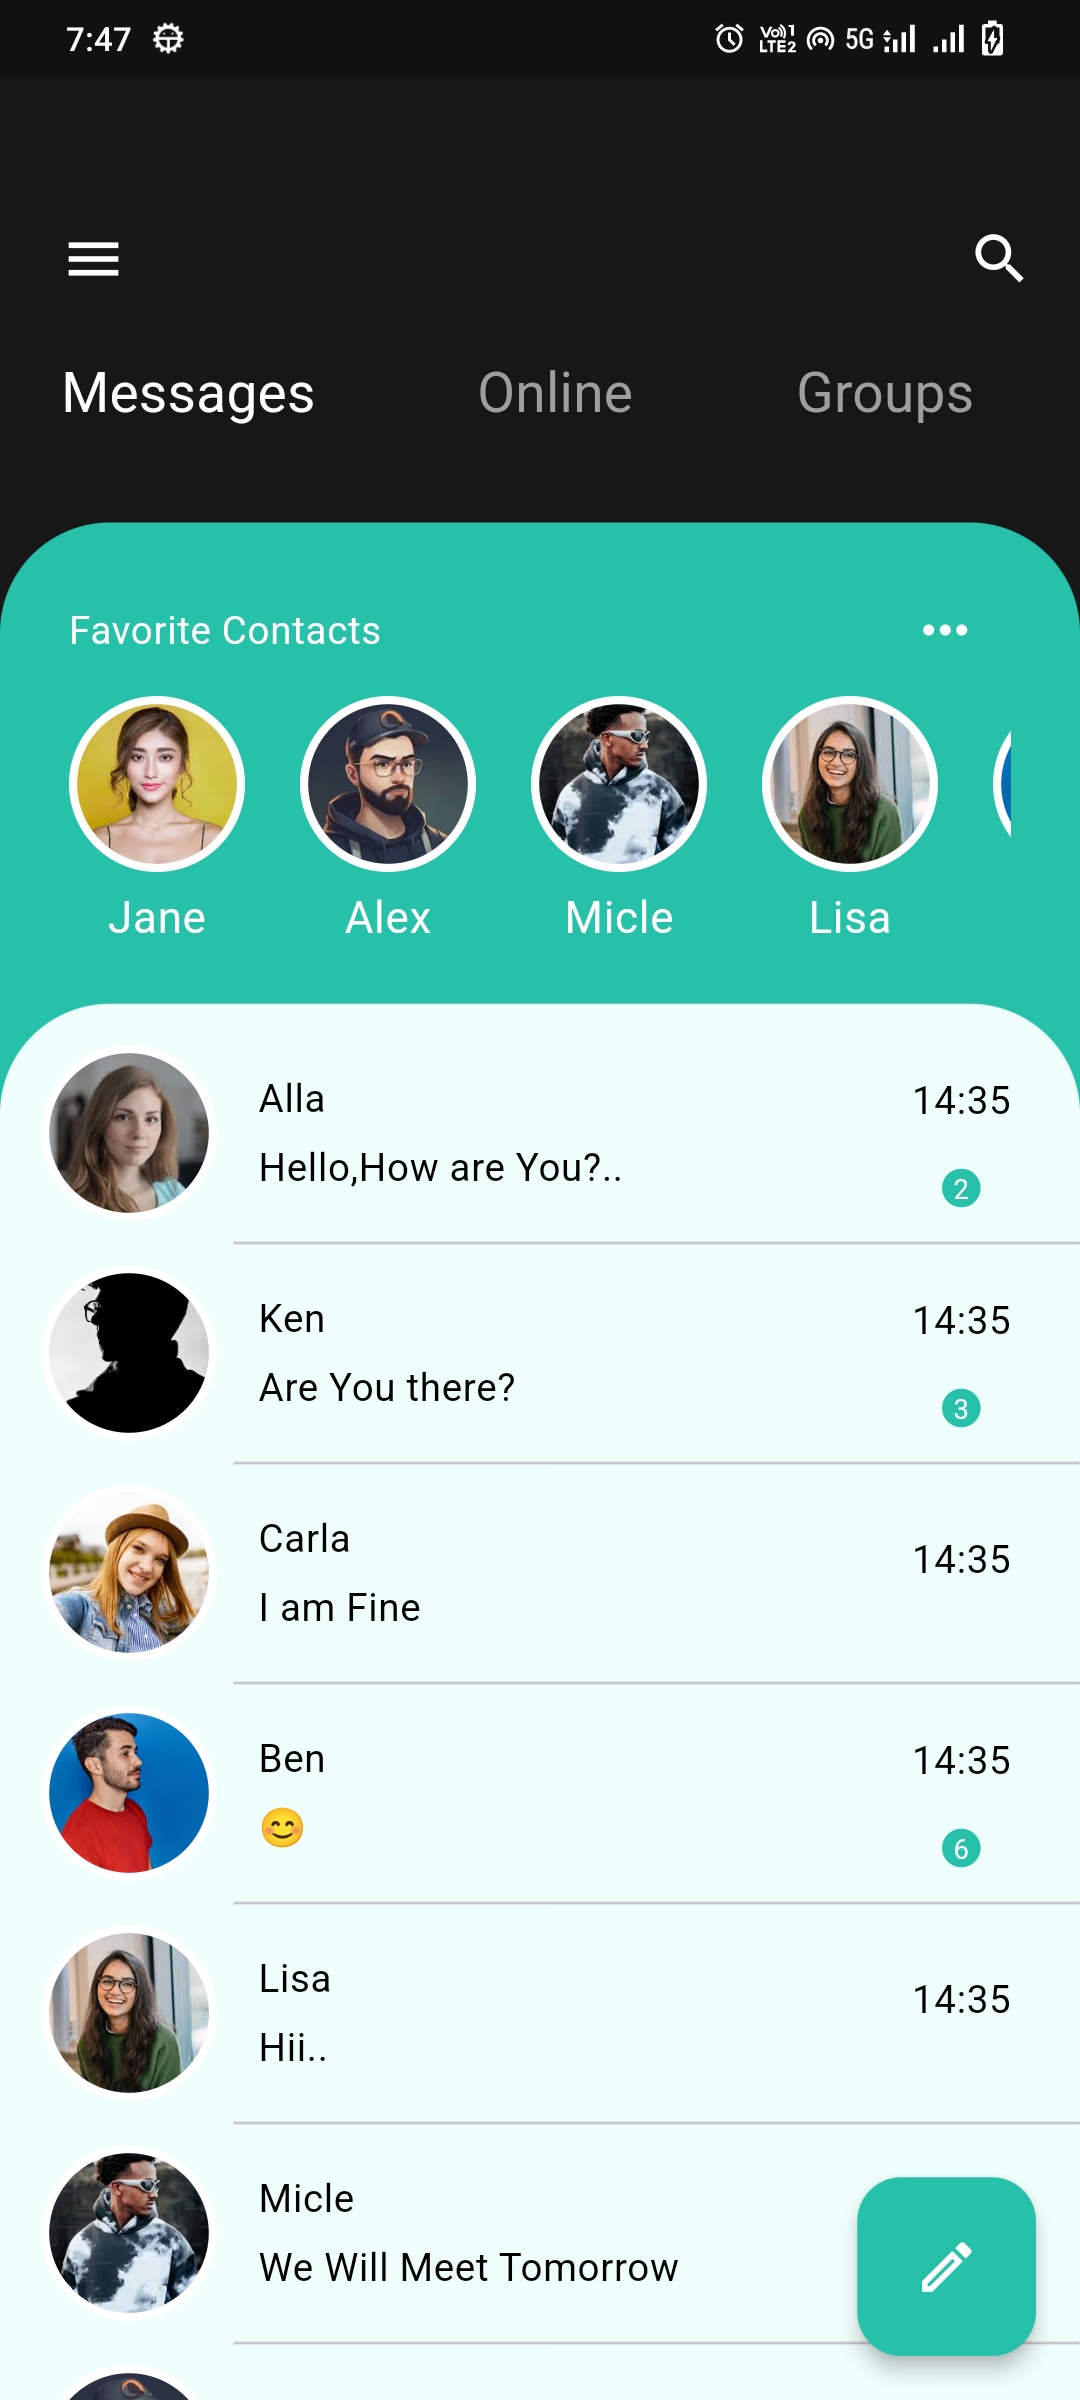 7:47
Vo)) 1
LTE2
5G
Messages Online Groups
Favorite Contacts
Jane Alex Micle Lisa
Alla
14:35
Hello,How are You?..
2
Ken
14:35
Are You there?
3
Carla
14:35
I am Fine
Ben
14:35
😊
6
Lisa
14:35
Hii..
Micle
We Will Meet Tomorrow